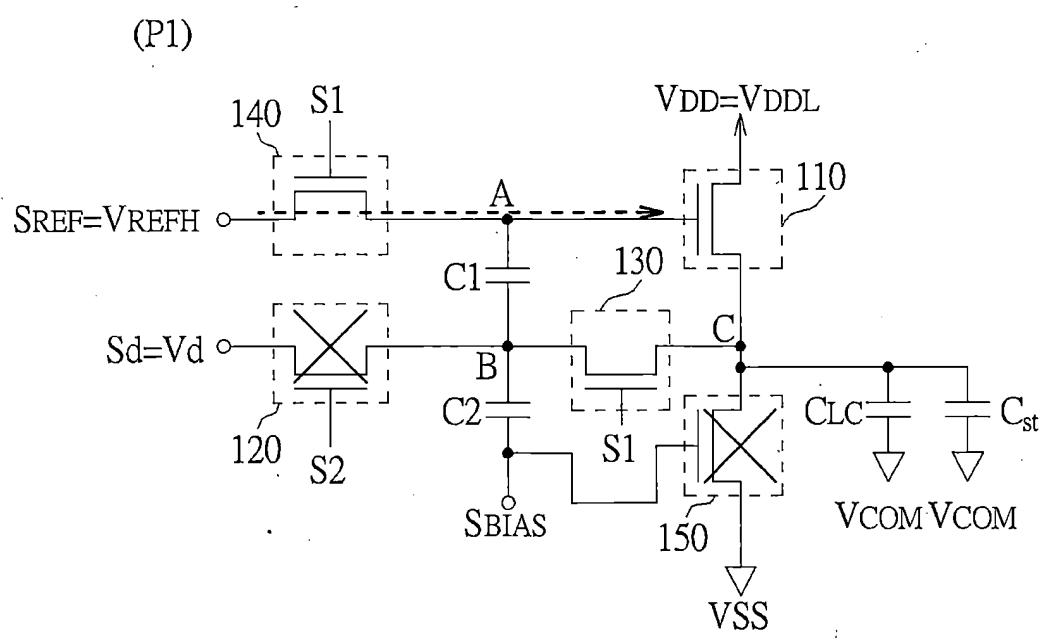 (P1)
VDD=VDDL
S1
140
110
A
SREF=VREFH
130
C1
C
Sd=Vd
B
C2
CLC
Cst
120
S2
S1
SBIAS
150
VCOM VCOM
VSS